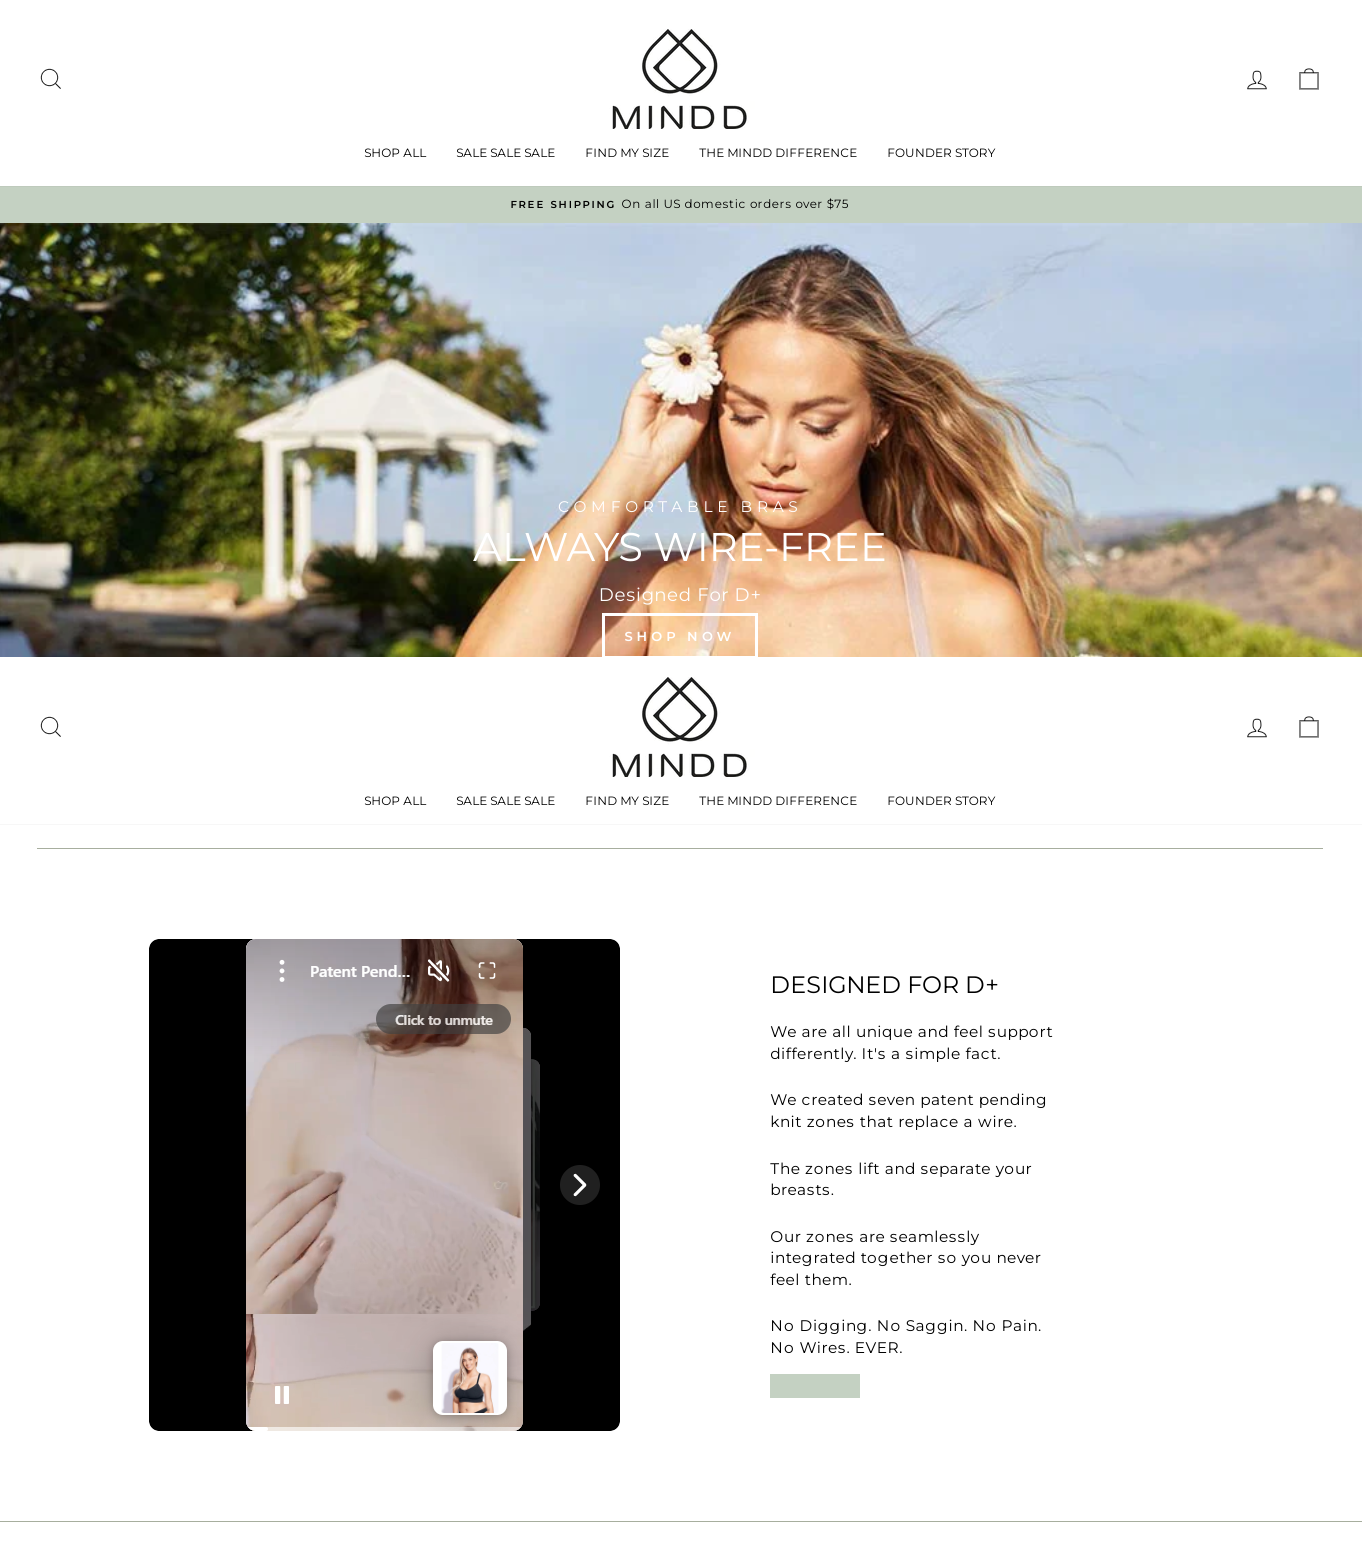 MINDD
SHOP ALL SALE SALE SALE FIND MY SIZE THE MINDD DIFFERENCE FOUNDER STORY
FREE SHIPPING On all US domestic orders over $75
COMFORTABLE BRAS
ALWAYS WIRE-FREE
Designed For D+
SHOP NOW
MINDD
SHOP ALL SALE SALE SALE FIND MY SIZE THE MINDD DIFFERENCE FOUNDER STORY
Patent Pend...
Click to unmute
DESIGNED FOR D+
We are all unique and feel support
differently. It's a simple fact.
We created seven patent pending
knit zones that replace a wire.
The zones lift and separate your
breasts.
Our zones are seamlessly
integrated together so you never
feel them.
No Digging. No Saggin. No Pain.
No Wires. EVER.